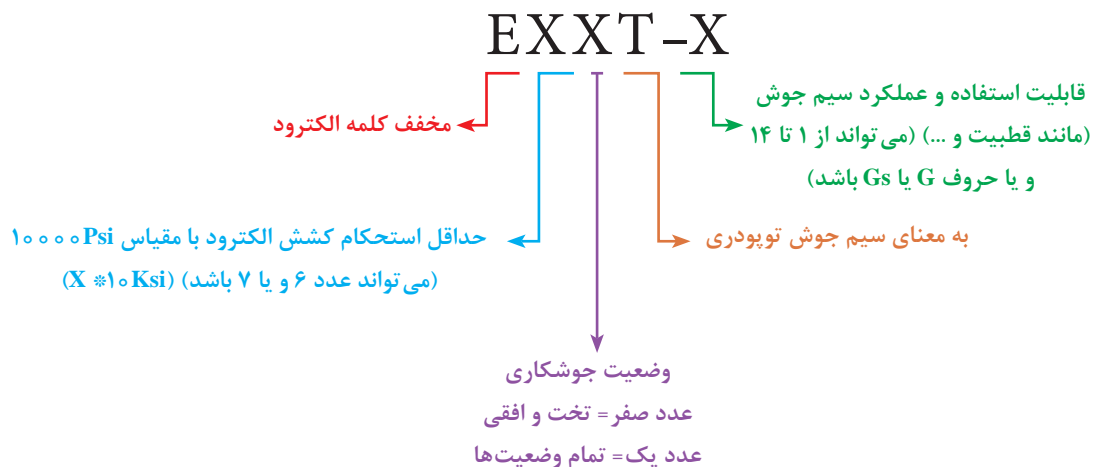 EXXT–X
قابلیت استفاده و عملکرد سیم جوش
(مانند قطبیت و ...) (می‌تواند از ۱ تا ۱۴
و یا حروف G یا Gs باشد)
مخفف کلمه الکترود
به معنای سیم جوش توپودری
حداقل استحکام کشش الکترود با مقیاس ۱۰۰۰۰Psi
(می‌تواند عدد ۶ و یا ۷ باشد) (X *۱۰Ksi)
وضعیت جوشکاری
عدد صفر= تخت و افقی
عدد یک= تمام وضعیت‌ها